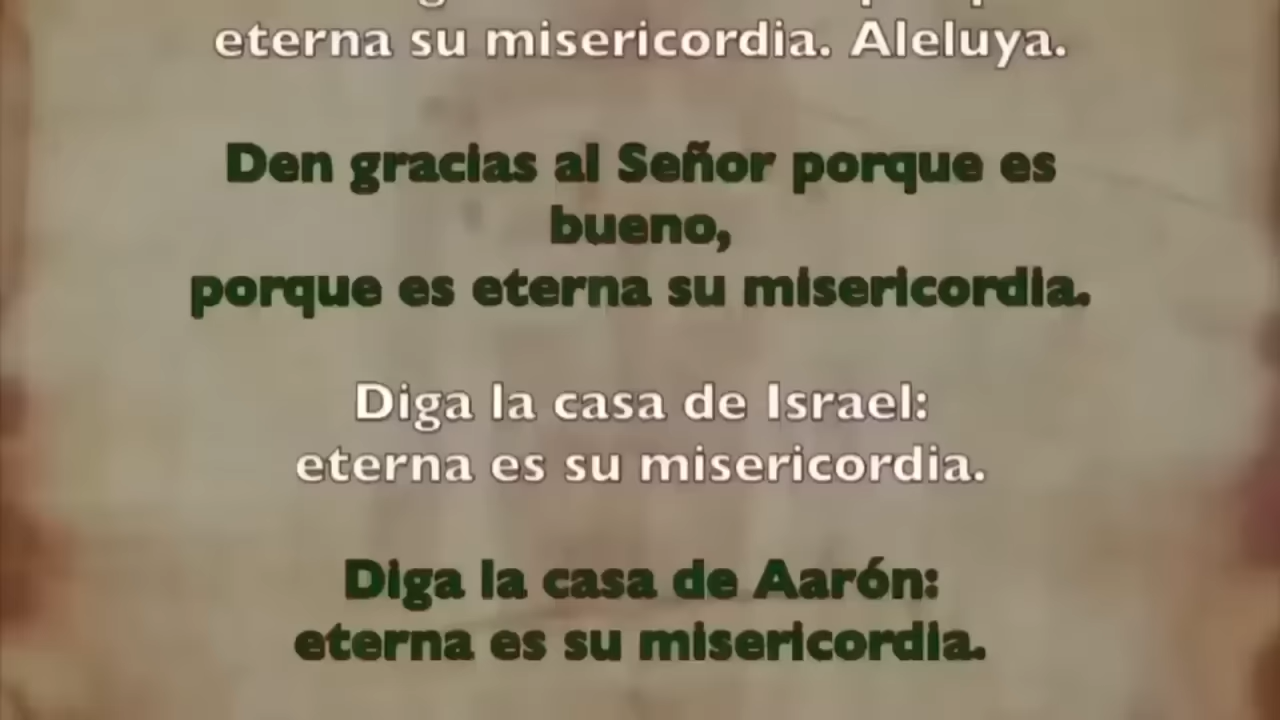 eterna su misericordia. Aleluya.
Den gracias al Señor porque es
bueno,
porque es eterna su misericordia.
Diga la casa de Israel:
eterna es su misericordia.
Diga la casa de Aarón:
eterna es su misericordia.